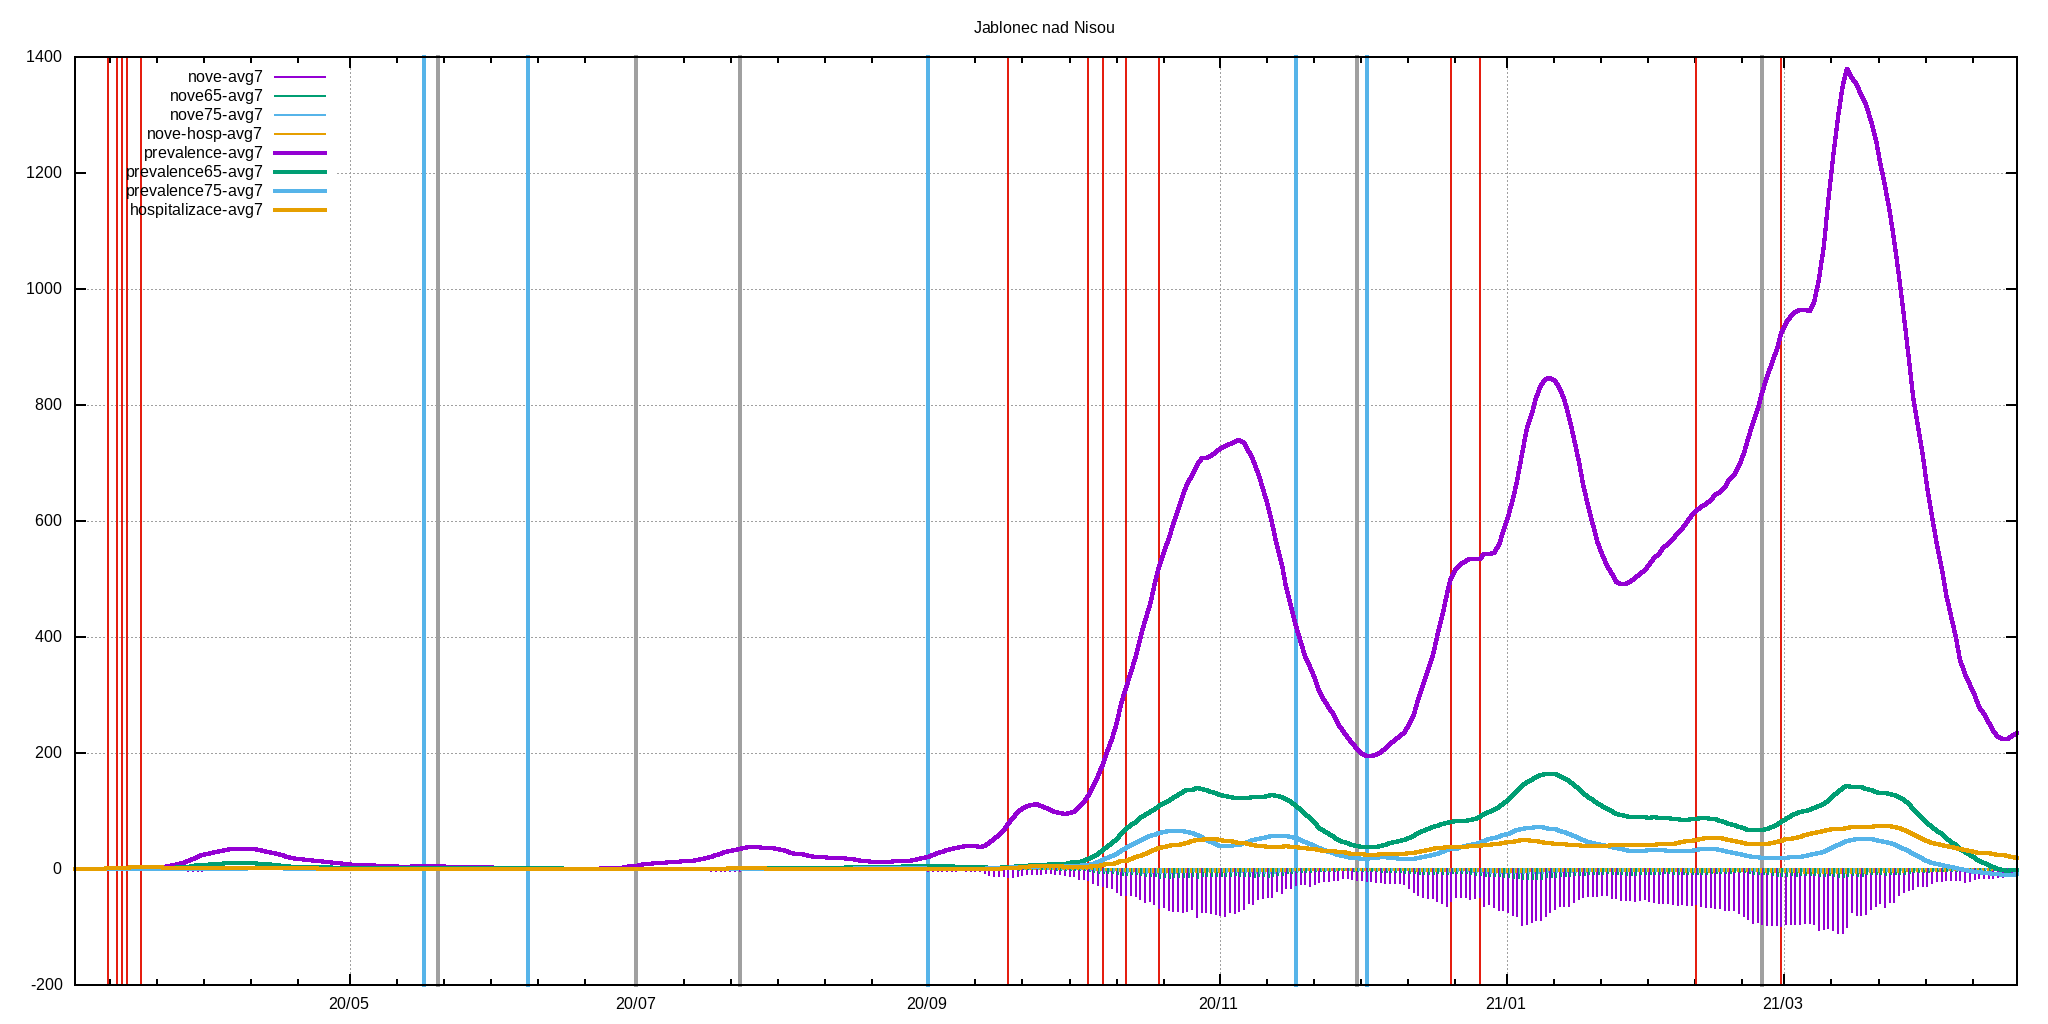 Jablonec nad Nisou
1400
1200
1000
800
600
400
200
0
-200
nove-avg7
nove65-avg7
nove75-avg7
nove-hosp-avg7
prevalence-avg7
prevalence65-avg7
prevalence75-avg7
hospitalizace-avg7
20/05 20/07 20/09 20/11 21/01 21/03